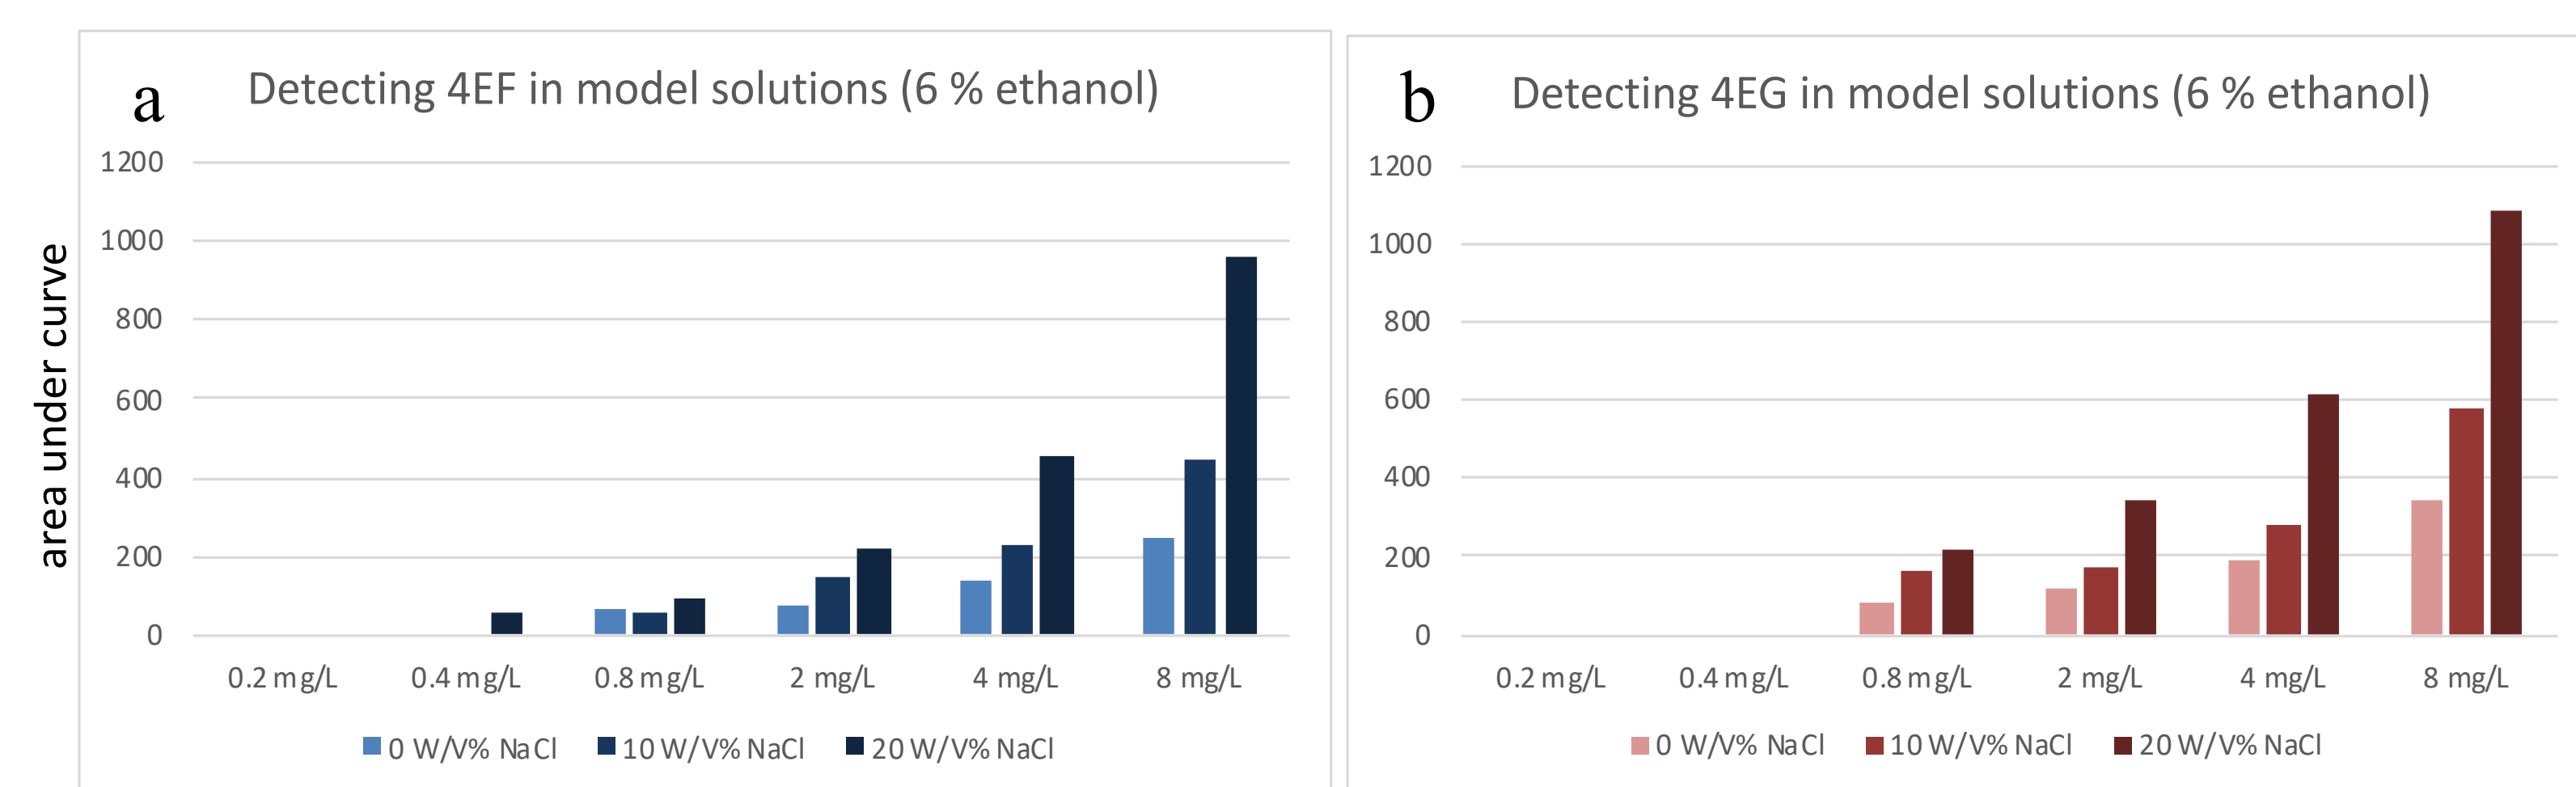 a
Detecting 4EF in model solutions (6 % ethanol)
area under curve
1200
1000
800
600
400
200
0
0.2 mg/L
0.4 mg/L
0.8 mg/L
2 mg/L
4 mg/L
8 mg/L
0 W/V% NaCl
10 W/V% NaCl
20 W/V% NaCl
b
Detecting 4EG in model solutions (6 % ethanol)
1200
1000
800
600
400
200
0
0.2 mg/L
0.4 mg/L
0.8 mg/L
2 mg/L
4 mg/L
8 mg/L
0 W/V% NaCl
10 W/V% NaCl
20 W/V% NaCl